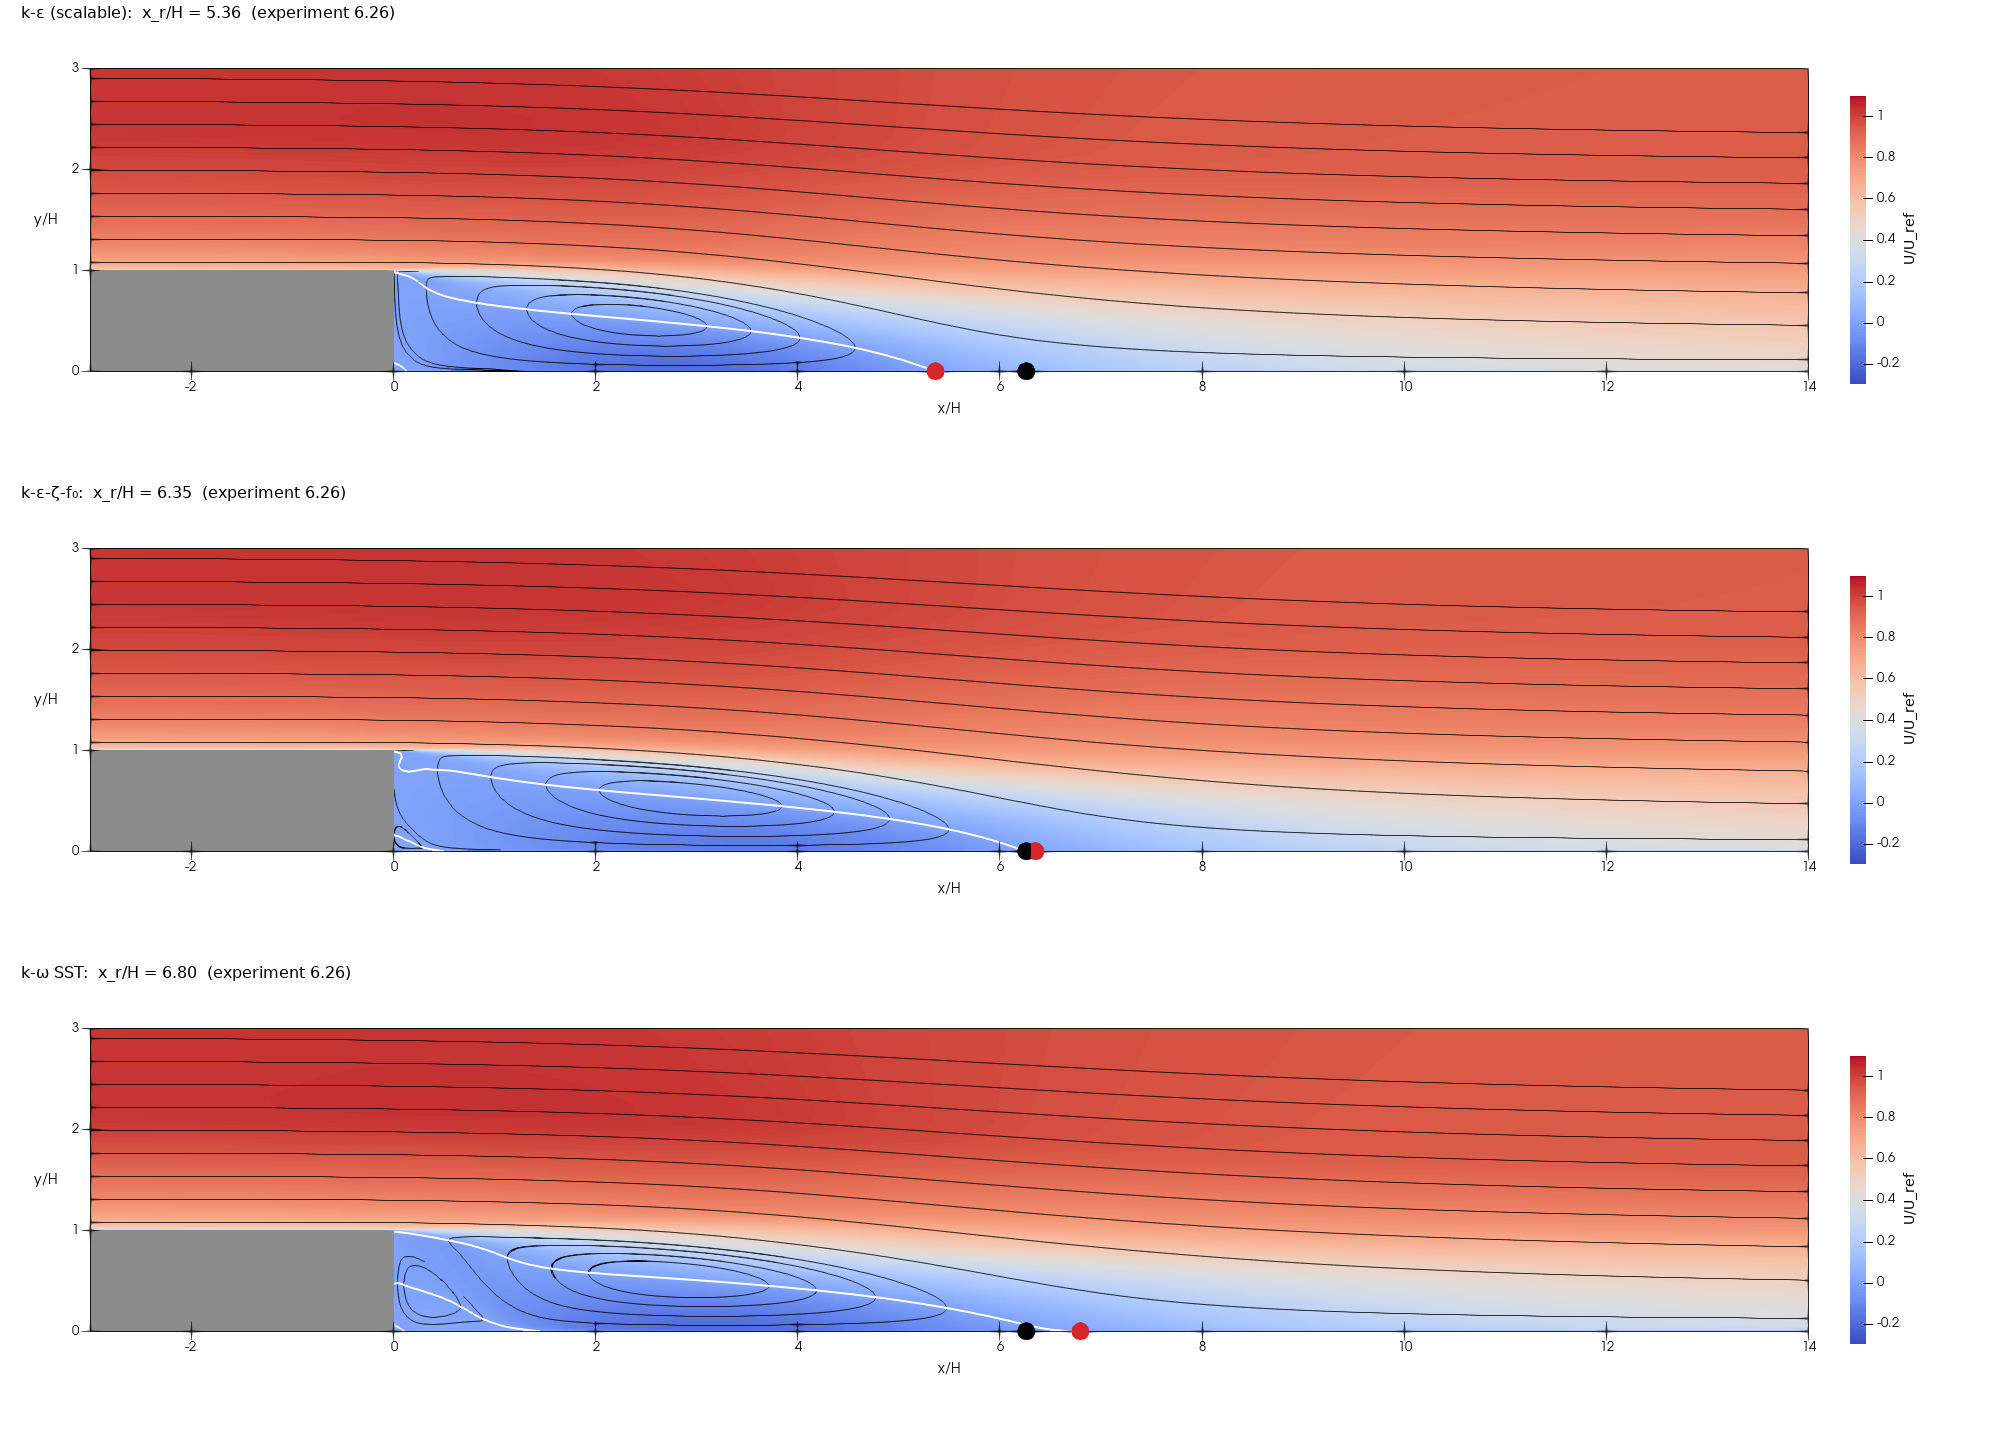 k-ε (scalable):  x_r/H = 5.36  (experiment 6.26)
3
2
y/H
1
0
-2 0 2 4 6 8 10 12 14
x/H
1
0.8
0.6
0.4
0.2
0
-0.2
U/U_ref
k-ε-ζ-f₀:  x_r/H = 6.35  (experiment 6.26)
3
2
y/H
1
0
-2 0 2 4 6 8 10 12 14
x/H
1
0.8
0.6
0.4
0.2
0
-0.2
U/U_ref
k-ω SST:  x_r/H = 6.80  (experiment 6.26)
3
2
y/H
1
0
-2 0 2 4 6 8 10 12 14
x/H
1
0.8
0.6
0.4
0.2
0
-0.2
U/U_ref